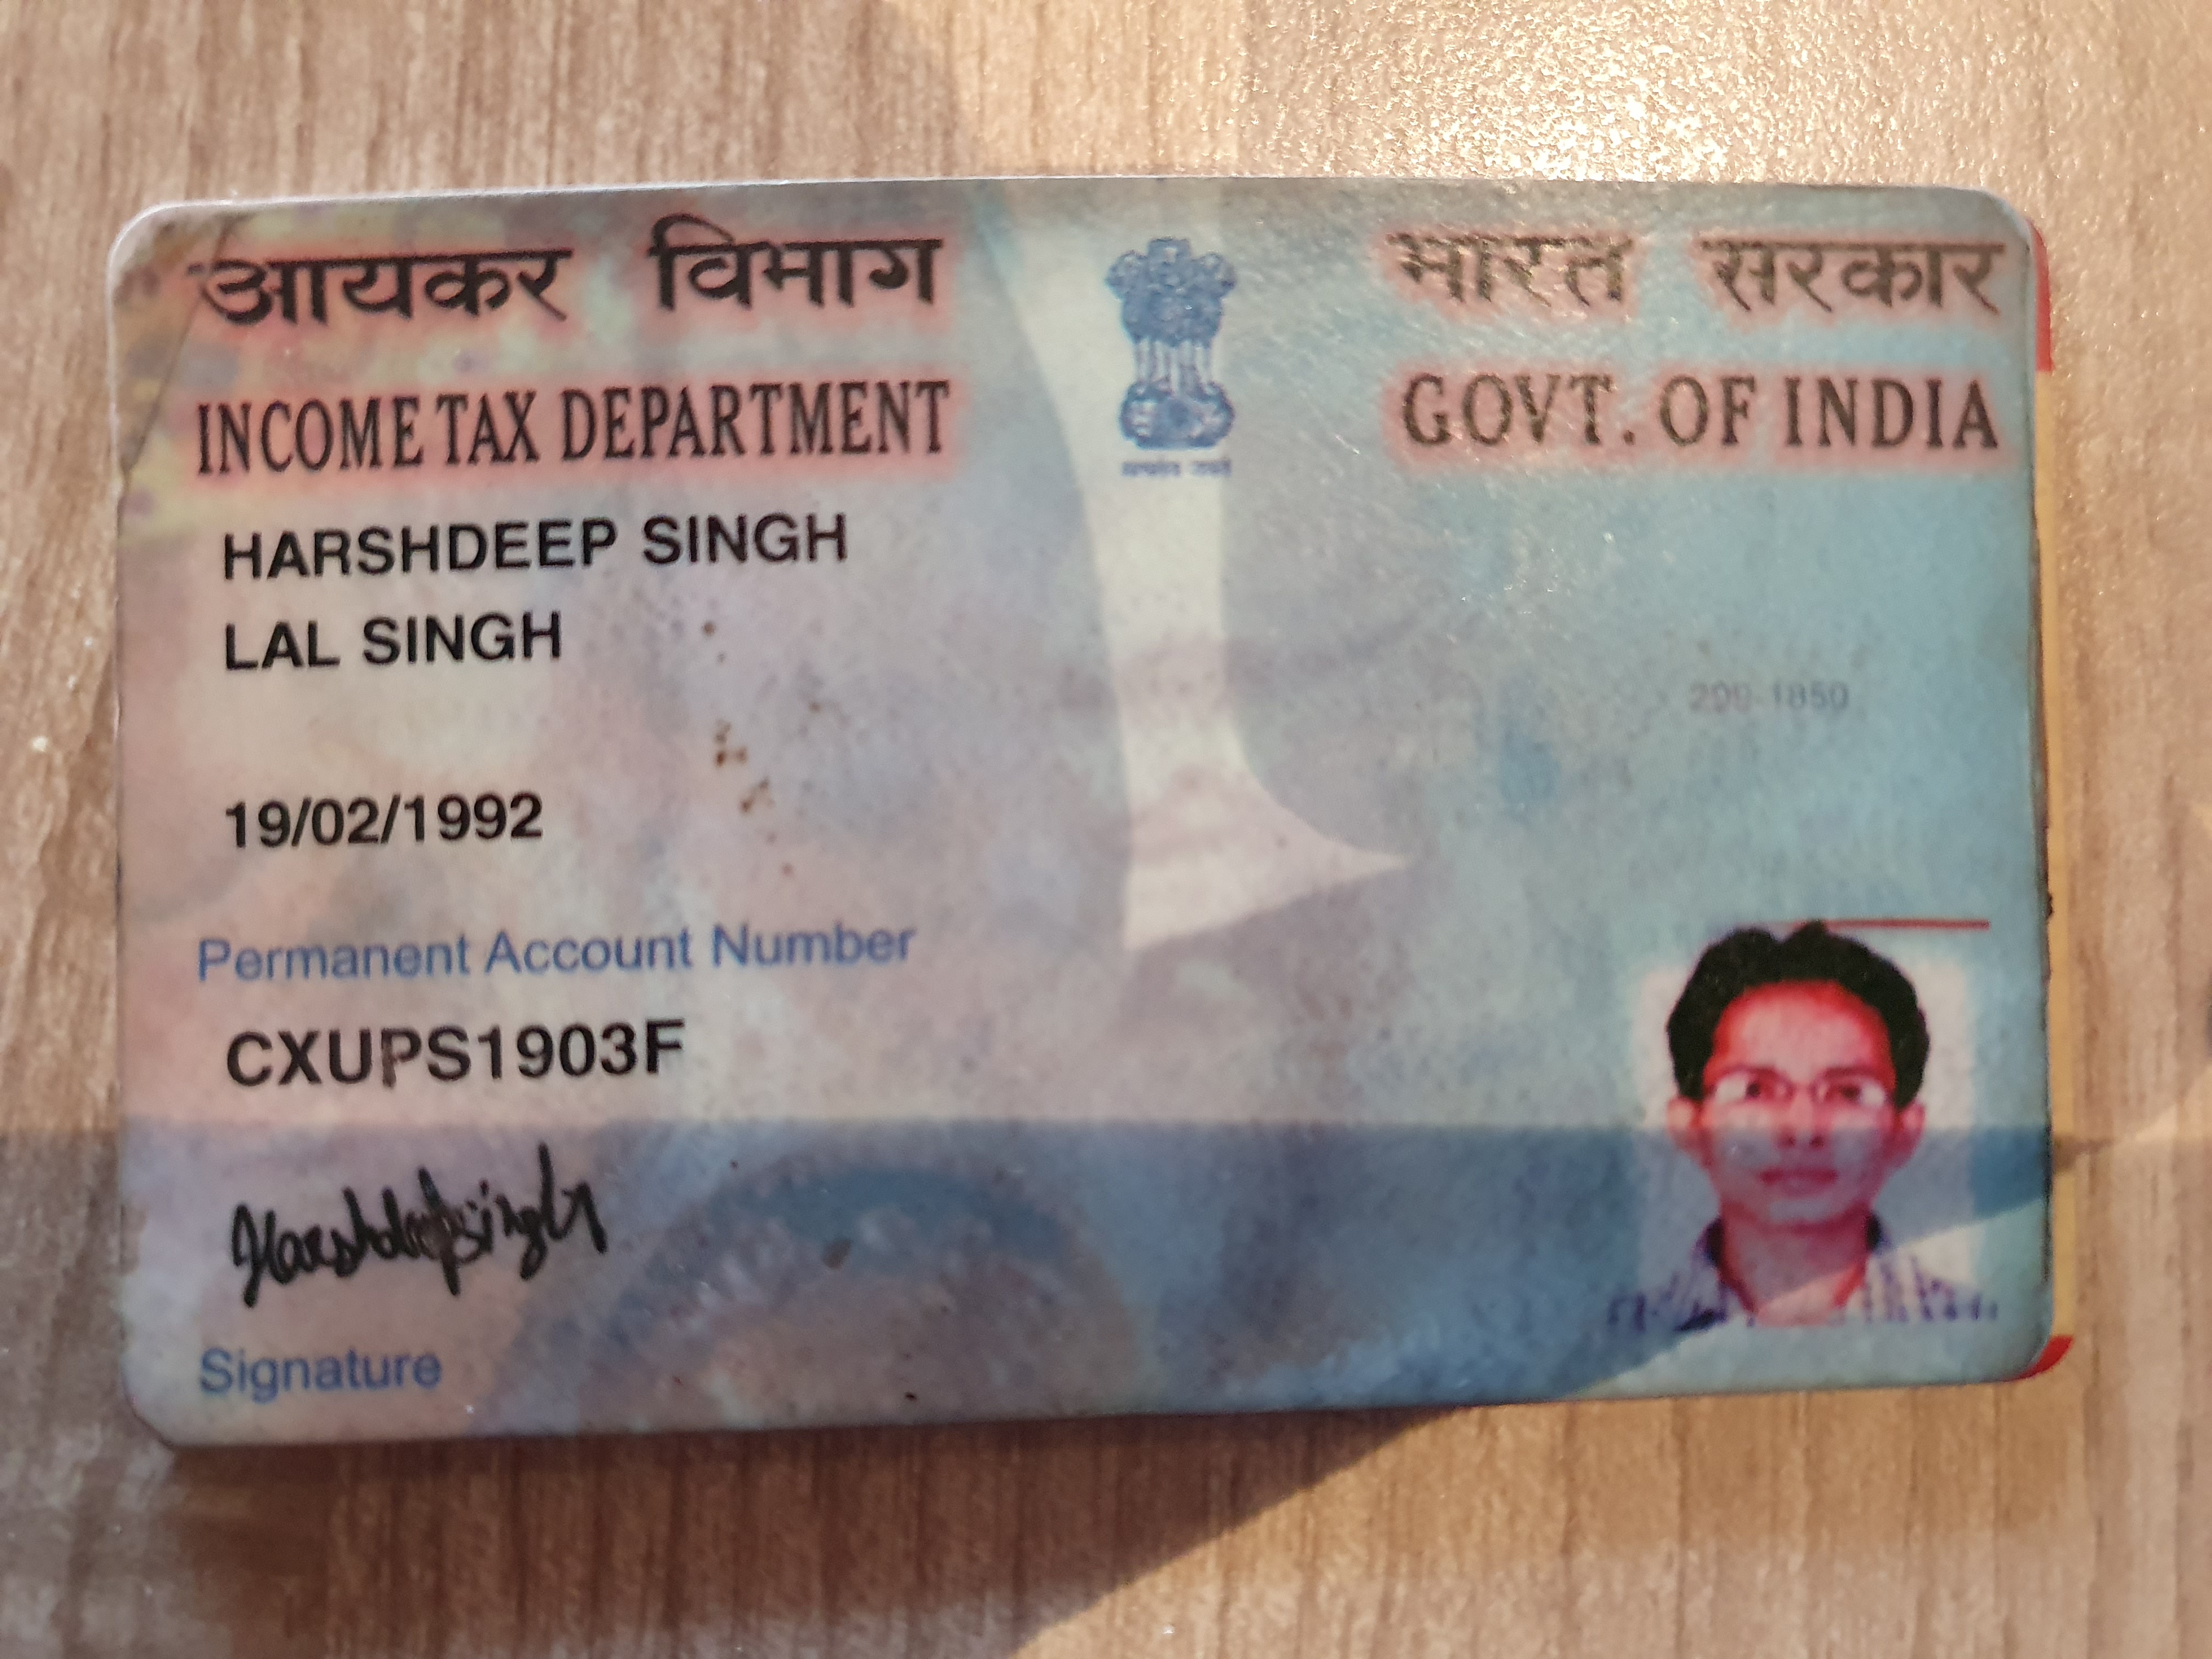 आयकर विभाग
भारत सरकार
INCOME TAX DEPARTMENT
GOVT. OF INDIA
HARSHDEEP SINGH
LAL SINGH
19/02/1992
Permanent Account Number
CXUPS1903F
Harshdeepsingh
Signature